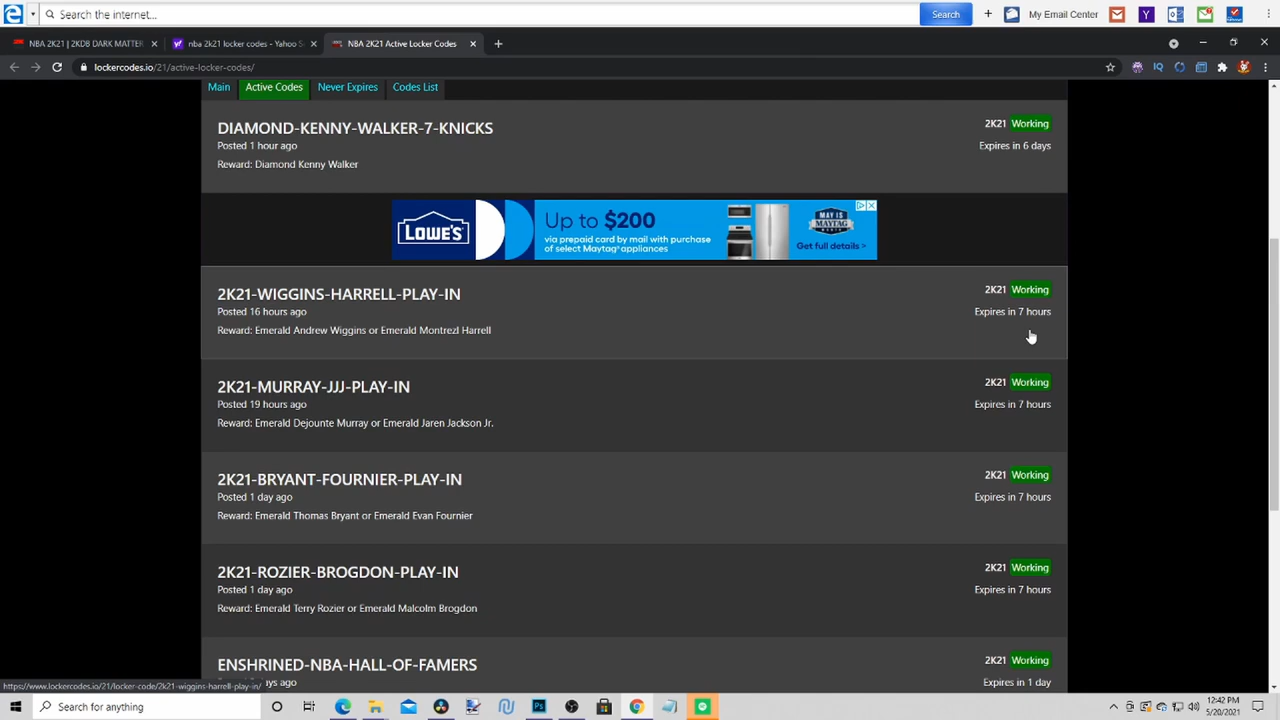 Search the internet...
Search
My Email Center
NBA 2K21 | 2KDB DARK MATTER
nba 2k21 locker codes - Yahoo S
NBA 2K21 Active Locker Codes
lockercodes.io/21/active-locker-codes/
Main
Active Codes
Never Expires
Codes List
DIAMOND-KENNY-WALKER-7-KNICKS
2K21 Working
Posted 1 hour ago
Expires in 6 days
Reward: Diamond Kenny Walker
LOWE'S
Up to $200
via prepaid card by mail with purchase
of select Maytag® appliances
MAY IS
MAYTAG
MONTH
Get full details >
2K21-WIGGINS-HARRELL-PLAY-IN
2K21 Working
Posted 16 hours ago
Expires in 7 hours
Reward: Emerald Andrew Wiggins or Emerald Montrezl Harrell
2K21-MURRAY-JJJ-PLAY-IN
2K21 Working
Posted 19 hours ago
Expires in 7 hours
Reward: Emerald Dejounte Murray or Emerald Jaren Jackson Jr.
2K21-BRYANT-FOURNIER-PLAY-IN
2K21 Working
Posted 1 day ago
Expires in 7 hours
Reward: Emerald Thomas Bryant or Emerald Evan Fournier
2K21-ROZIER-BROGDON-PLAY-IN
2K21 Working
Posted 1 day ago
Expires in 7 hours
Reward: Emerald Terry Rozier or Emerald Malcolm Brogdon
ENSHRINED-NBA-HALL-OF-FAMERS
2K21 Working
ays ago
Expires in 1 day
https://www.lockercodes.io/21/locker-code/2k21-wiggins-harrell-play-in/
Search for anything
Ps
12:42 PM
5/20/2021